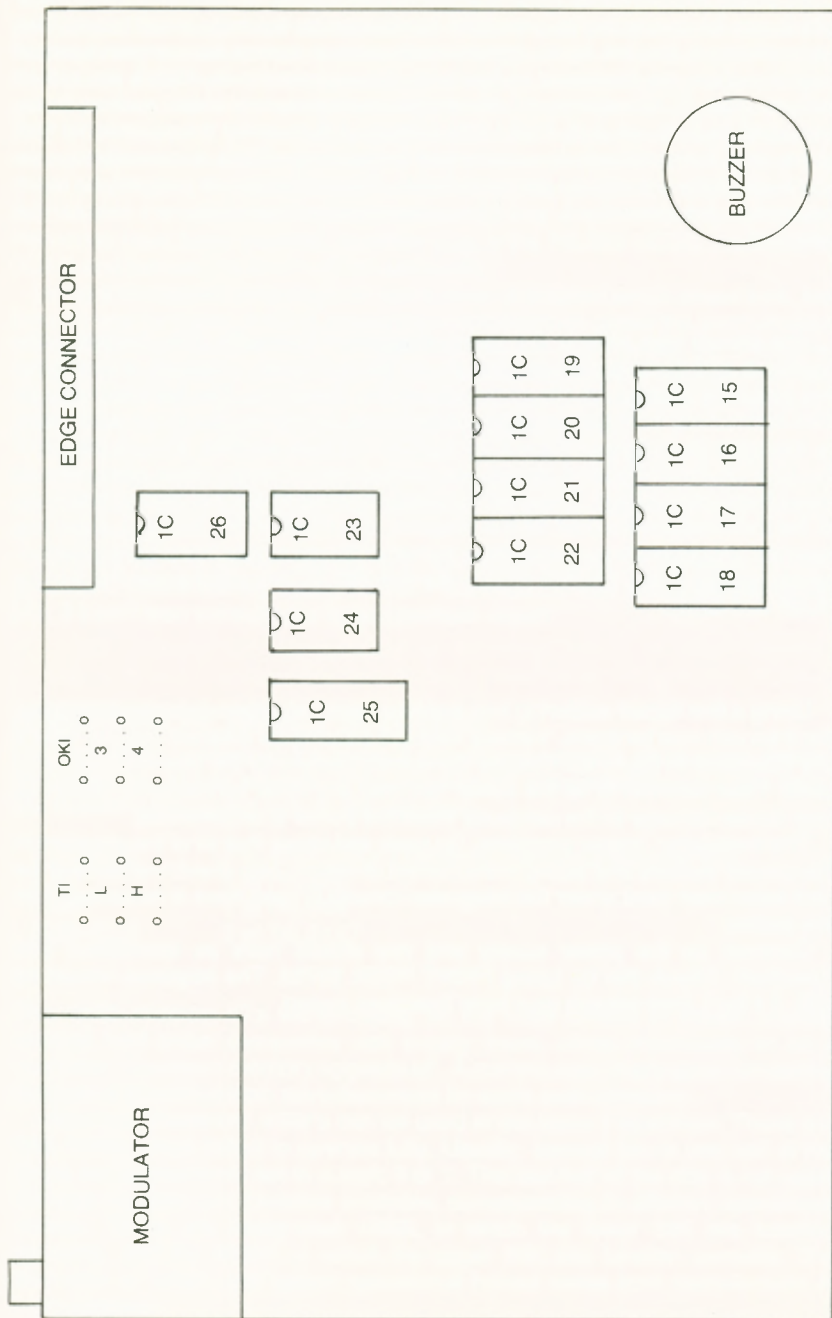 EDGE CONNECTOR
TI
OKI
L
3
H
4
MODULATOR
1C
26
1C
25
1C
24
1C
23
1C
22
1C
21
1C
20
1C
19
1C
18
1C
17
1C
16
1C
15
BUZZER